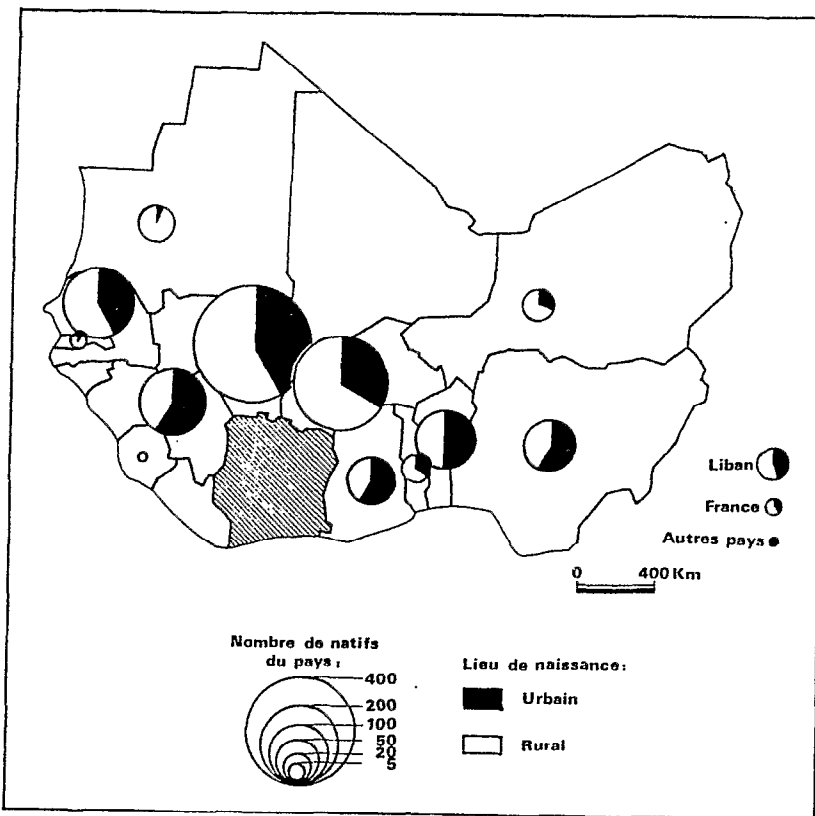 Liban
France
Autres pays
0 400 Km
Nombre de natifs
du pays :
400
200
100
50
20
5
Lieu de naissance :
Urbain
Rural